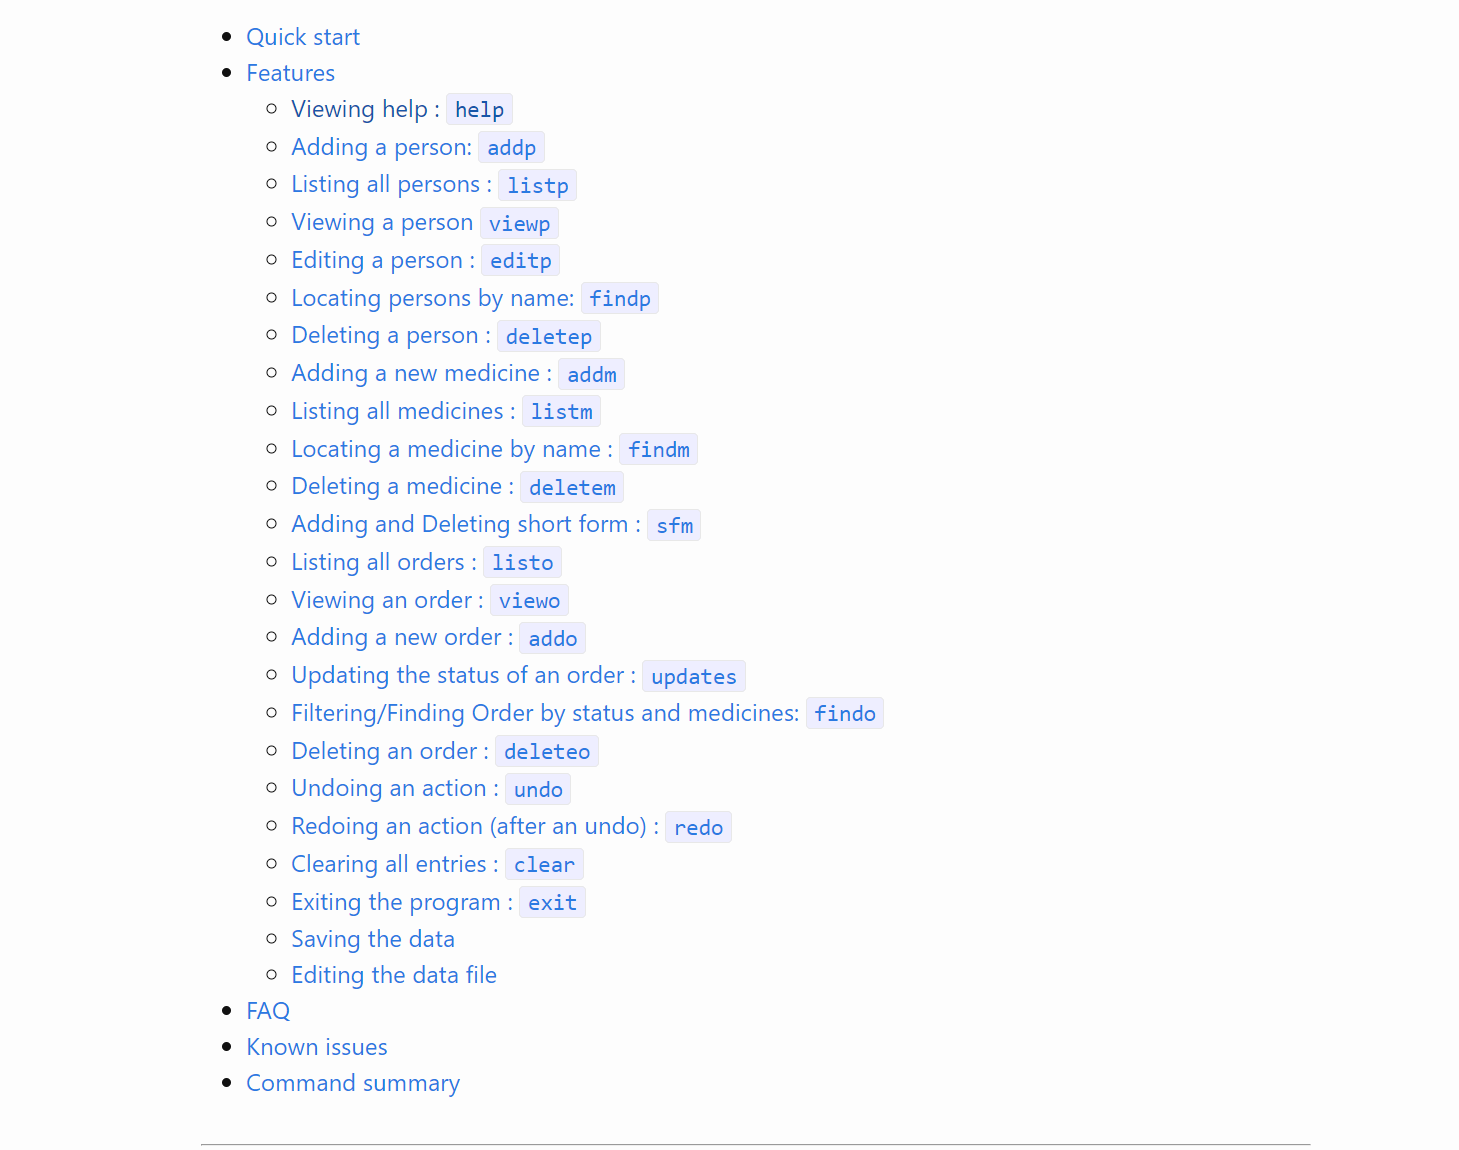 Quick start
Features
Viewing help : help
Adding a person: addp
Listing all persons : listp
Viewing a person viewp
Editing a person : editp
Locating persons by name: findp
Deleting a person : deletep
Adding a new medicine : addm
Listing all medicines : listm
Locating a medicine by name : findm
Deleting a medicine : deletem
Adding and Deleting short form : sfm
Listing all orders : listo
Viewing an order : viewo
Adding a new order : addo
Updating the status of an order : updates
Filtering/Finding Order by status and medicines: findo
Deleting an order : deleteo
Undoing an action : undo
Redoing an action (after an undo) : redo
Clearing all entries : clear
Exiting the program : exit
Saving the data
Editing the data file
FAQ
Known issues
Command summary